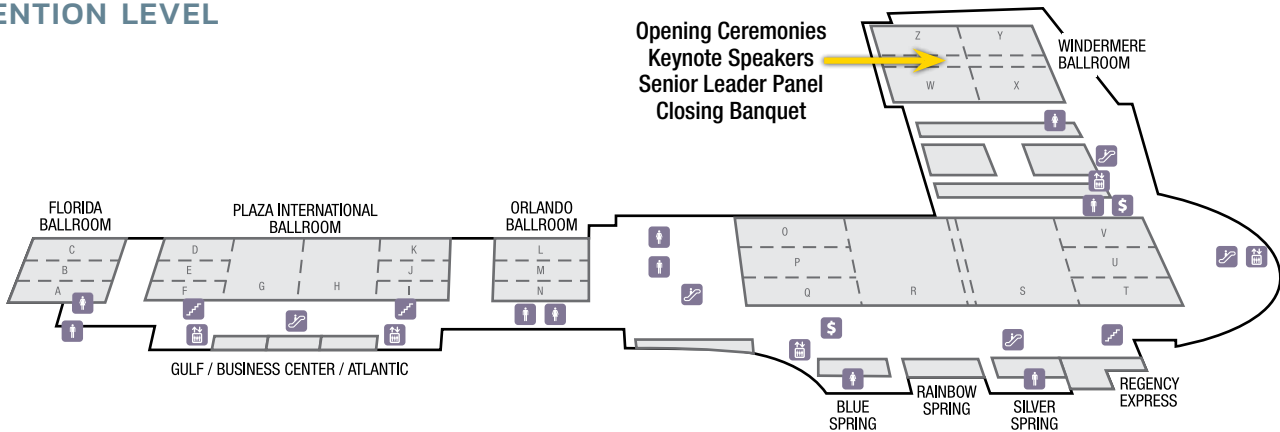 ENTION LEVEL
Opening Ceremonies
Keynote Speakers
Senior Leader Panel
Closing Banquet
Z
Y
W
X
WINDERMERE
BALLROOM
$
FLORIDA
BALLROOM
C
B
A
PLAZA INTERNATIONAL
BALLROOM
D
E
F
G
H
K
J
I
ORLANDO
BALLROOM
L
M
N
O
P
Q
R
S
V
U
T
$
GULF / BUSINESS CENTER / ATLANTIC
BLUE
SPRING
RAINBOW
SPRING
SILVER
SPRING
REGENCY
EXPRESS